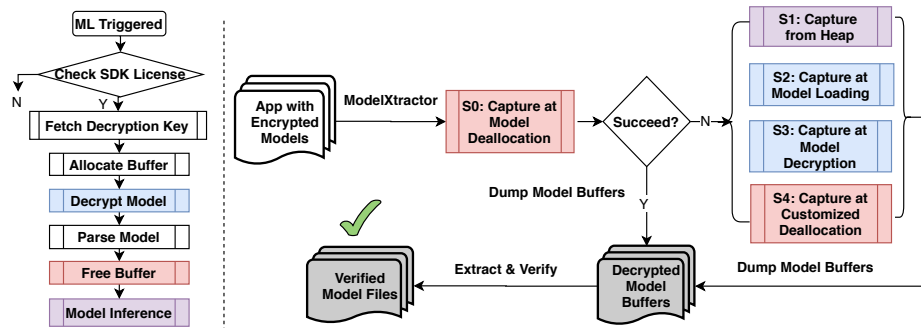 ML Triggered
Check SDK License
N
Y
Fetch Decryption Key
Allocate Buffer
Decrypt Model
Parse Model
Free Buffer
Model Inference
App with
Encrypted
Models
ModelXtractor
S0: Capture at
Model
Deallocation
Succeed?
N
Y
S1: Capture
from Heap
S2: Capture at
Model Loading
S3: Capture at
Model
Decryption
S4: Capture at
Customized
Deallocation
Dump Model Buffers
Dump Model Buffers
Decrypted
Model
Buffers
Extract & Verify
Verified
Model Files